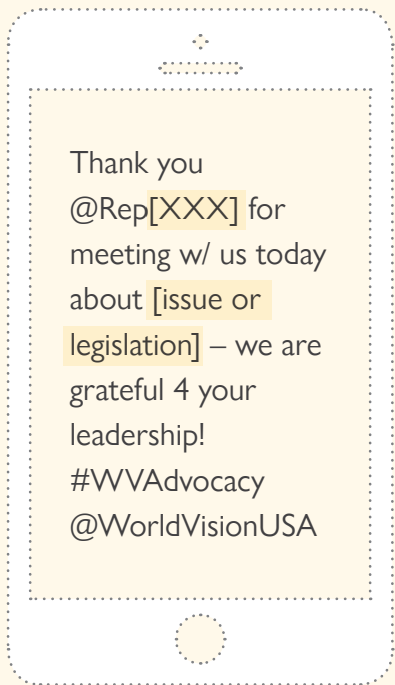 Thank you
@Rep[XXX] for
meeting w/ us today
about [issue or
legislation] – we are
grateful 4 your
leadership!
#WVAdvocacy
@WorldVisionUSA